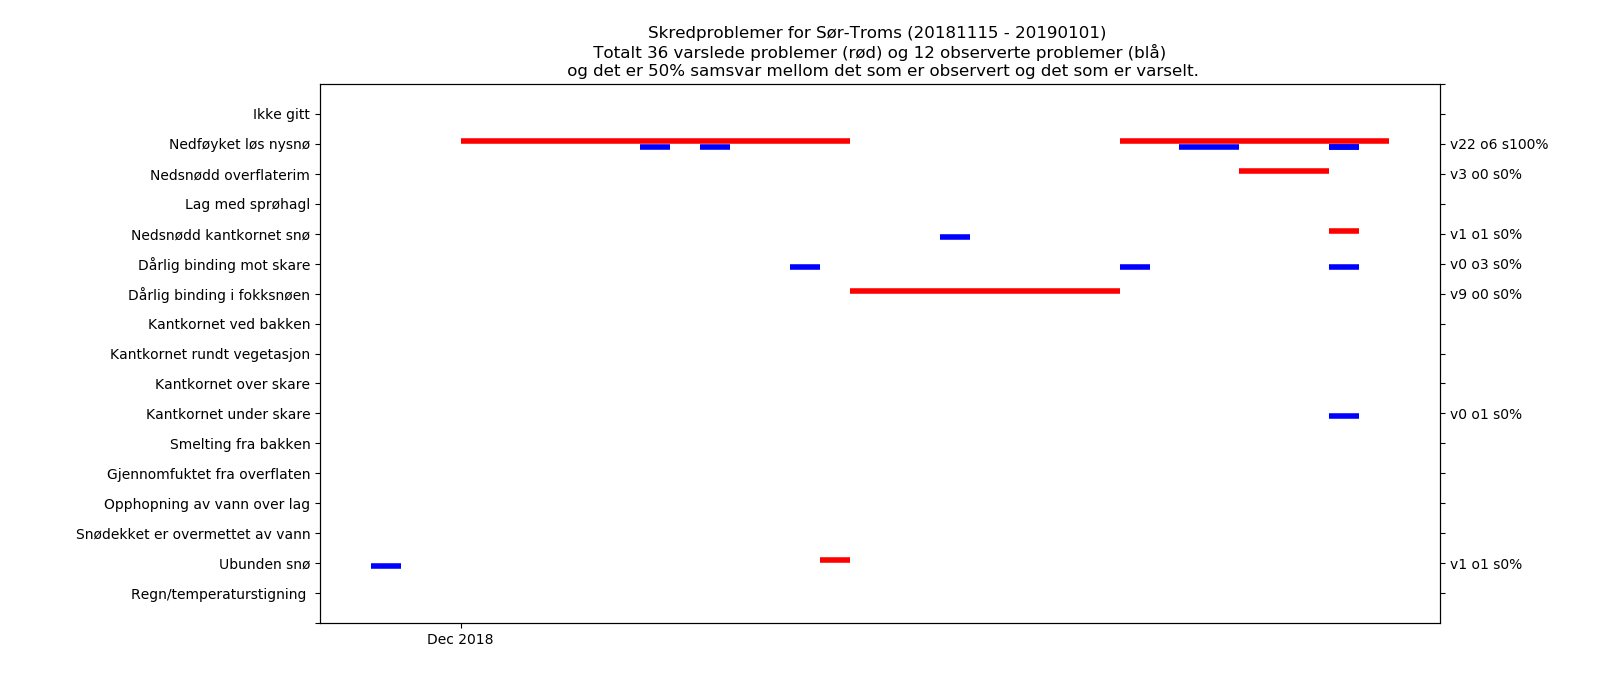 Skredproblemer for Sør-Troms (20181115 - 20190101)
Totalt 36 varslede problemer (rød) og 12 observerte problemer (blå)
og det er 50% samsvar mellom det som er observert og det som er varselt.
Ikke gitt
Nedføyket løs nysnø v22 o6 s100%
Nedsnødd overflaterim v3 o0 s0%
Lag med sprøhagl
Nedsnødd kantkornet snø v1 o1 s0%
Dårlig binding mot skare v0 o3 s0%
Dårlig binding i fokksnøen v9 o0 s0%
Kantkornet ved bakken
Kantkornet rundt vegetasjon
Kantkornet over skare
Kantkornet under skare v0 o1 s0%
Smelting fra bakken
Gjennomfuktet fra overflaten
Opphopning av vann over lag
Snødekket er overmettet av vann
Ubunden snø v1 o1 s0%
Regn/temperaturstigning
Dec 2018